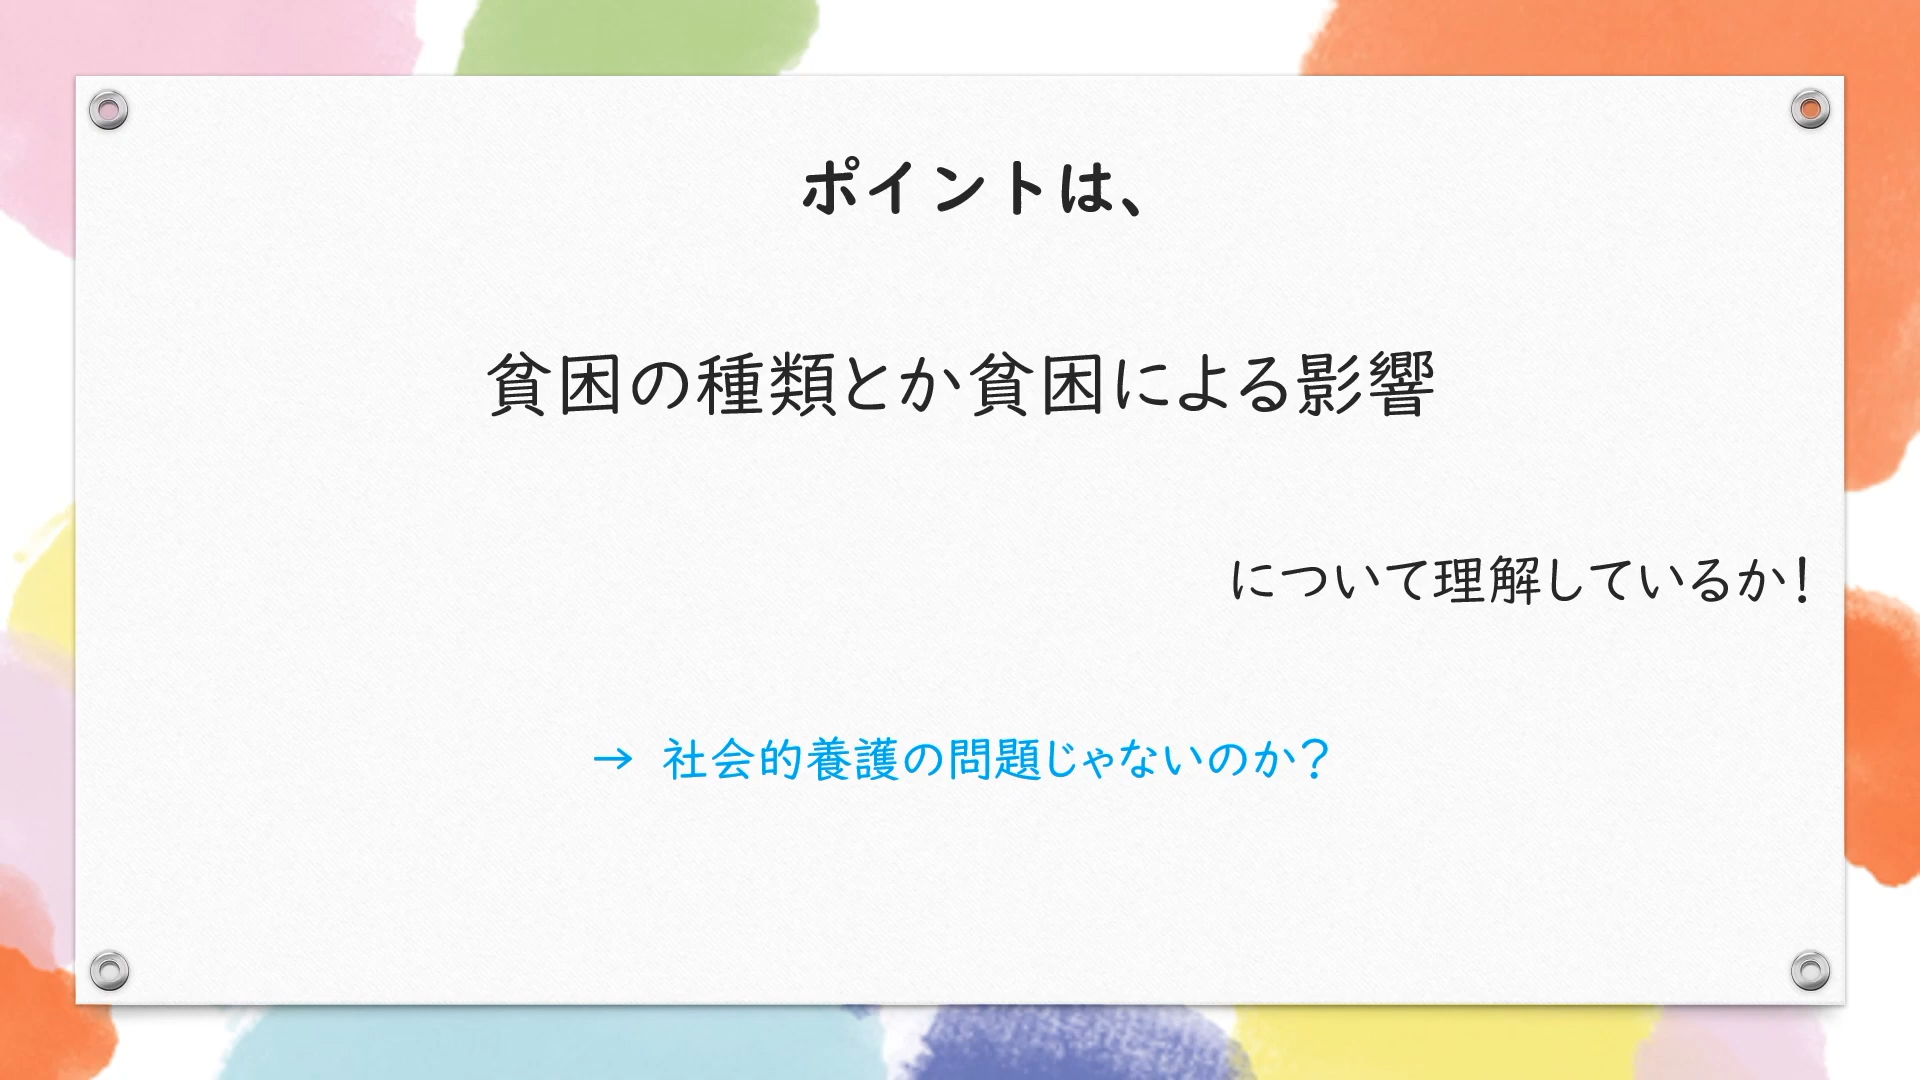 ポイントは、
貧困の種類とか貧困による影響
について理解しているか！
→ 社会的養護の問題じゃないのか？